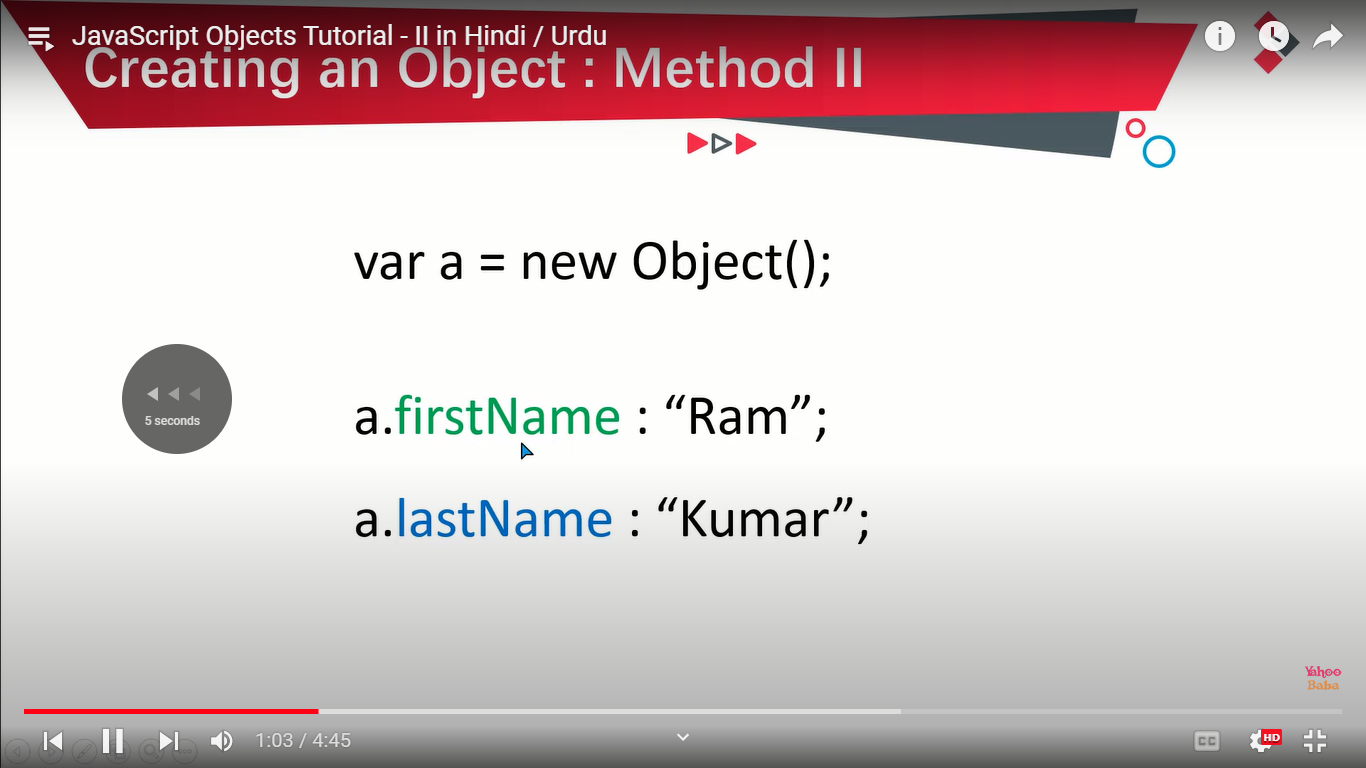 JavaScript Objects Tutorial - II in Hindi / Urdu
Creating an Object : Method II
var a = new Object();
a.firstName : “Ram”;
5 seconds
a.lastName : “Kumar”;
Yahoo
Baba
1:03 / 4:45
CC
HD